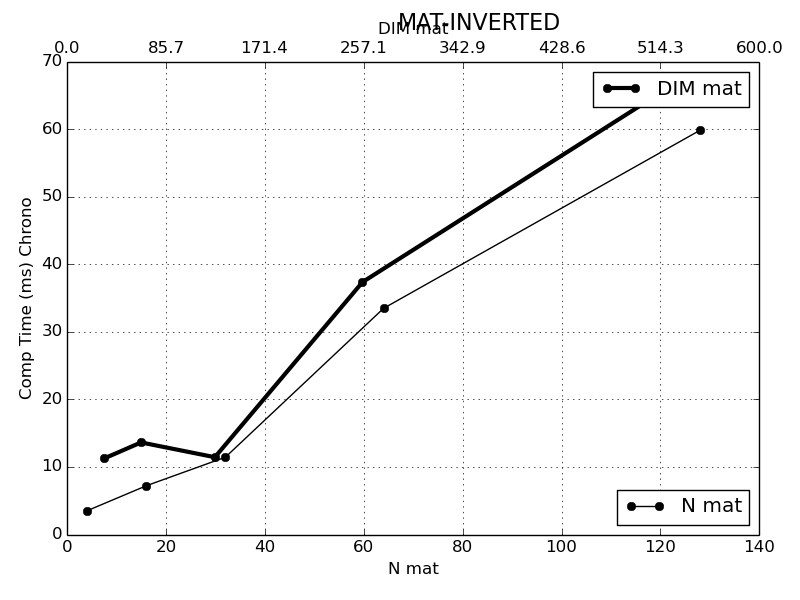 MAT-INVERTED
DIM mat
0.0 85.7 171.4 257.1 342.9 428.6 514.3 600.0
70
60
50
40
30
20
10
0
Comp Time (ms) Chrono
DIM mat
N mat
0 20 40 60 80 100 120 140
N mat